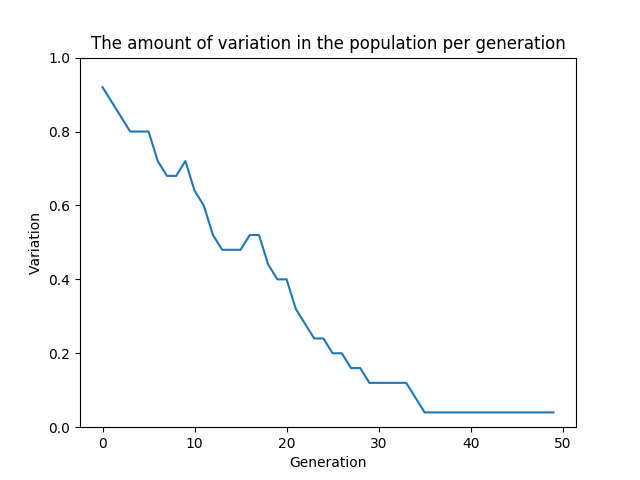 The amount of variation in the population per generation
1.0
0.8
0.6
0.4
0.2
0.0
Variation
0 10 20 30 40 50
Generation